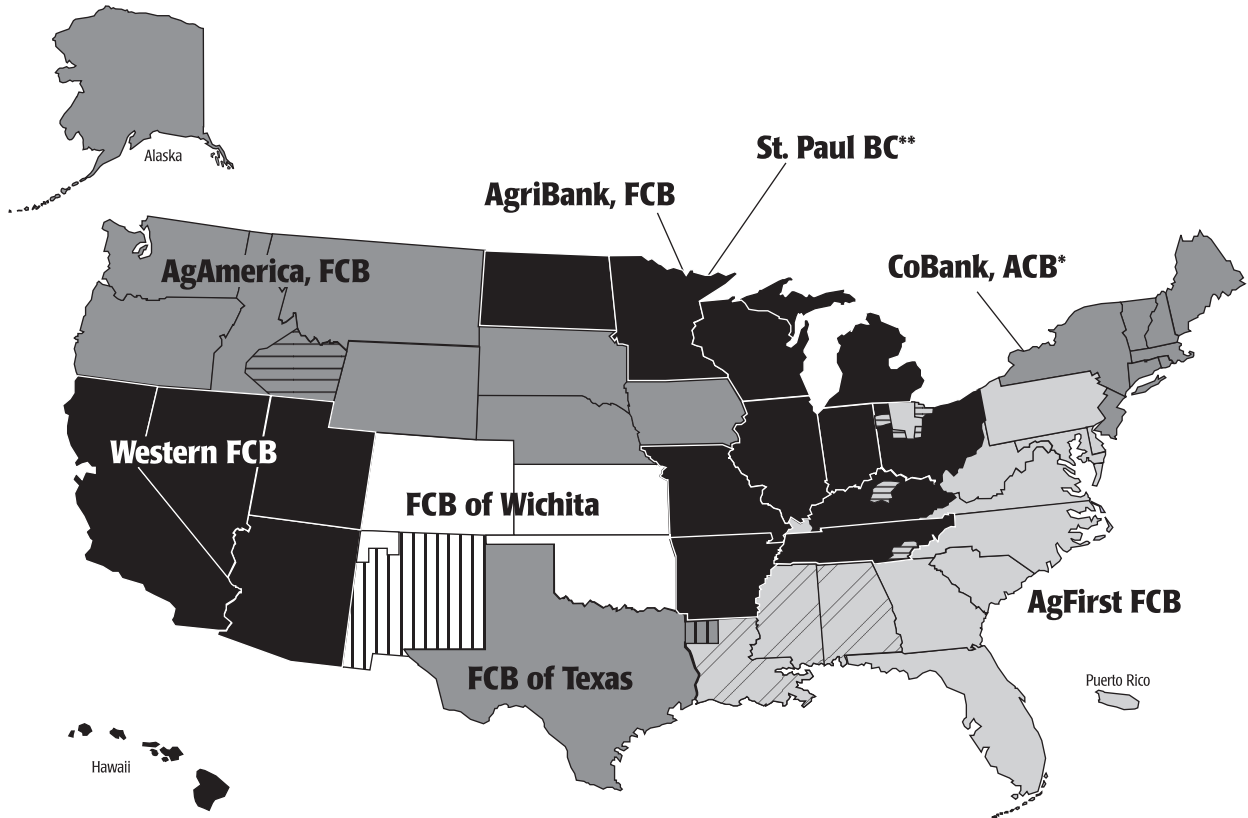 Alaska
St. Paul BC**
AgriBank, FCB
AgAmerica, FCB
CoBank, ACB*
Western FCB
FCB of Wichita
AgFirst FCB
FCB of Texas
Puerto Rico
Hawaii